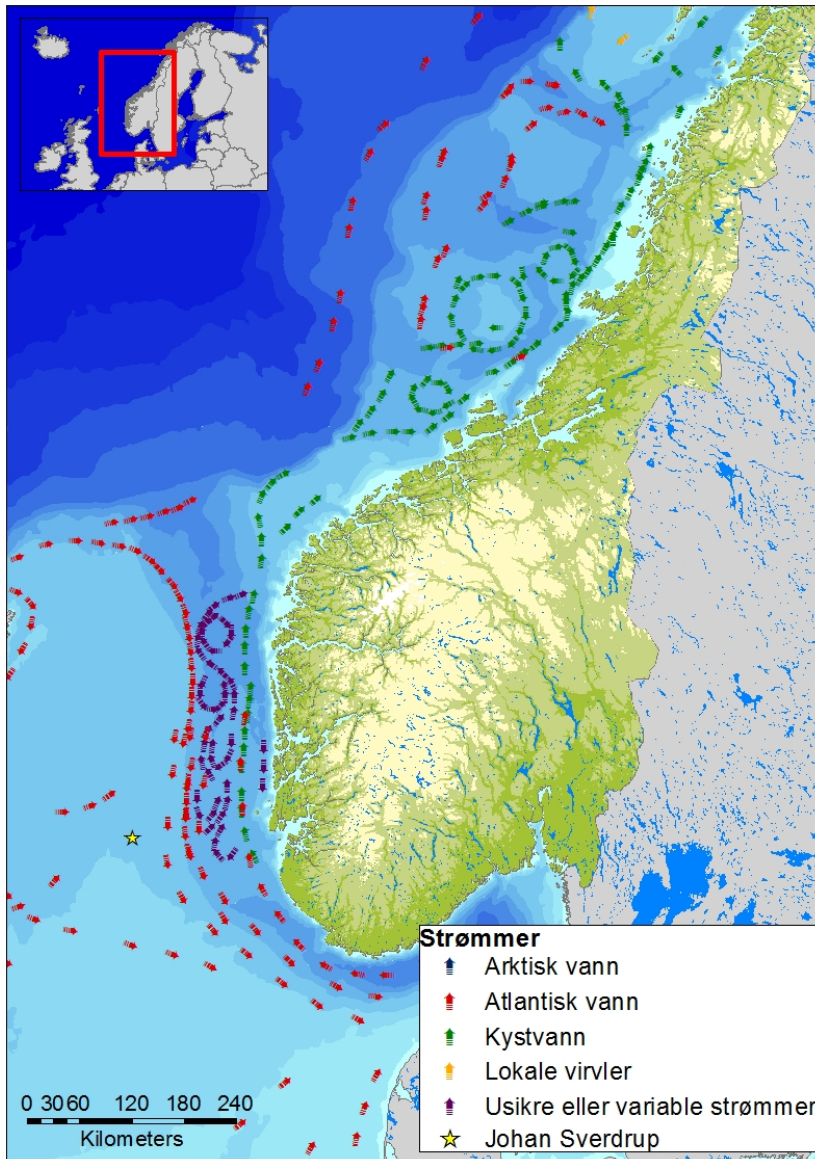 Strømmer
Arktisk vann
Atlantisk vann
Kystvann
Lokale virvler
Usikre eller variable strømmer
Johan Sverdrup
0 30 60 120 180 240
Kilometers